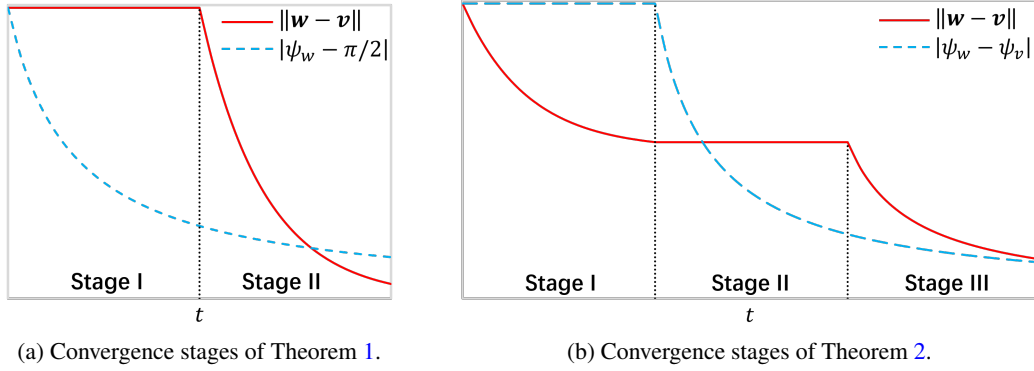 ‖w − v‖
|ψ_w − π/2|
Stage I
Stage II
t
(a) Convergence stages of Theorem 1.
‖w − v‖
|ψ_w − ψ_v|
Stage I
Stage II
Stage III
t
(b) Convergence stages of Theorem 2.